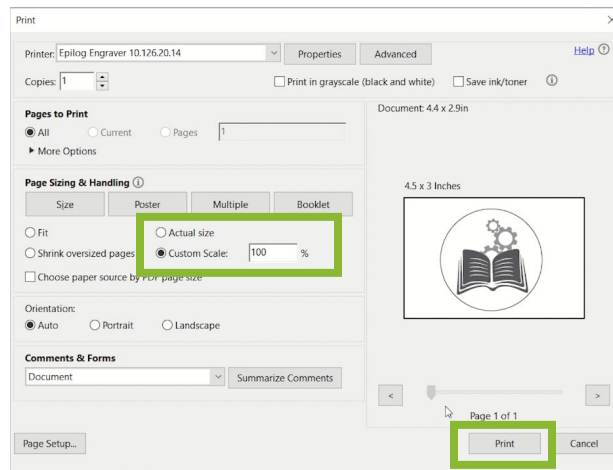 Print
Printer: Epilog Engraver 10.126.20.14 Properties Advanced Help ?
Copies: 1 Print in grayscale (black and white) Save ink/toner i
Pages to Print
All Current Pages 1
More Options
Document: 4.4 x 2.9in
Page Sizing & Handling i
Size Poster Multiple Booklet
Fit Actual size
Shrink oversized pages Custom Scale: 100 %
Choose paper source by PDF page size
4.5 x 3 Inches
Orientation:
Auto Portrait Landscape
Comments & Forms
Document Summarize Comments
< >
Page 1 of 1
Page Setup... Print Cancel